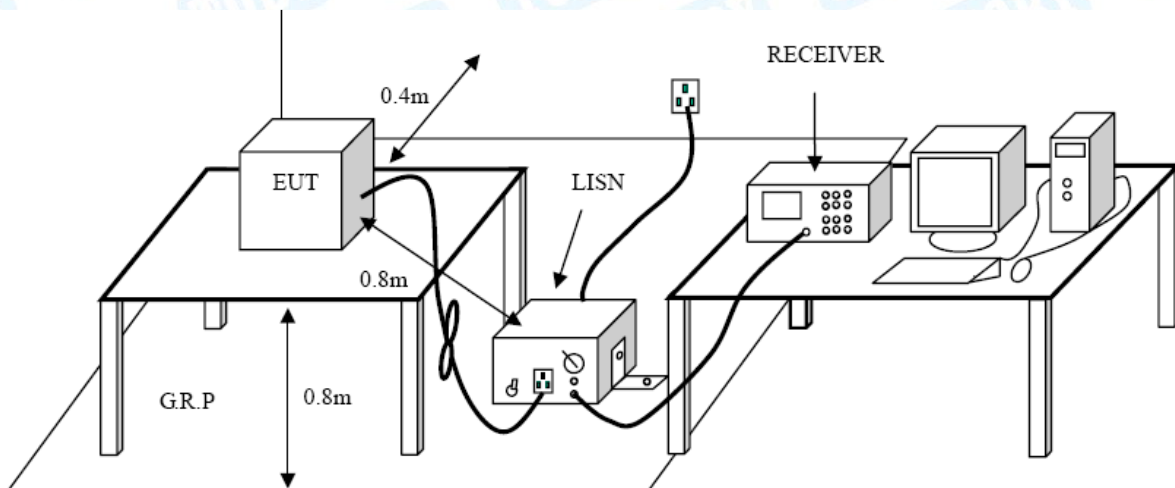 RECEIVER
0.4m
EUT
LISN
0.8m
G.R.P
0.8m